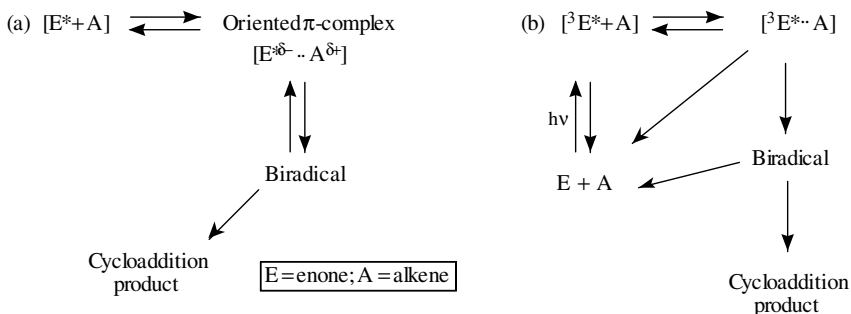 (a) [E*+A] ⇌ Oriented π-complex
[E*δ– ·· Aδ+]
Biradical
Cycloaddition
product
E = enone; A = alkene
(b) [³E*+A] ⇌ [³E*·· A]
hν
Biradical
E + A
Cycloaddition
product